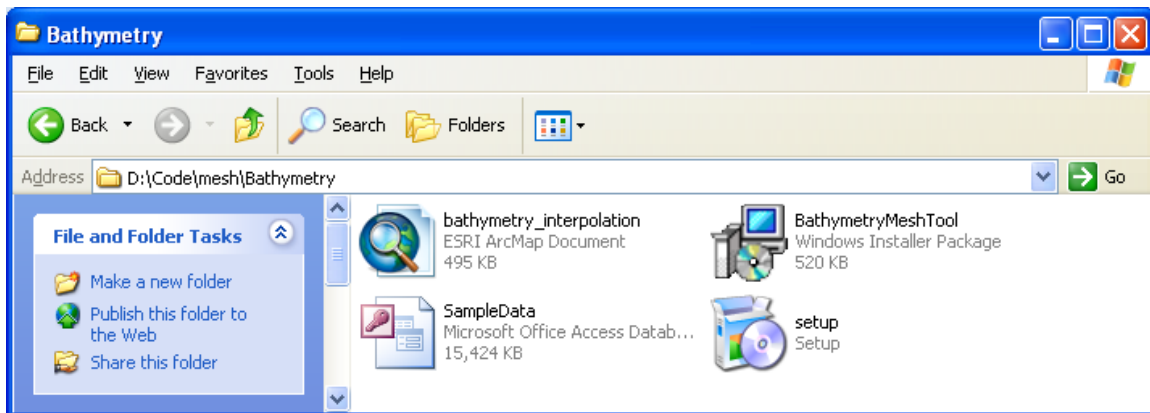 Bathymetry
File Edit View Favorites Tools Help
Back Search Folders
Address D:\Code\mesh\Bathymetry Go
File and Folder Tasks
Make a new folder
Publish this folder to
the Web
Share this folder
bathymetry_interpolation
ESRI ArcMap Document
495 KB
BathymetryMeshTool
Windows Installer Package
520 KB
SampleData
Microsoft Office Access Datab...
15,424 KB
setup
Setup